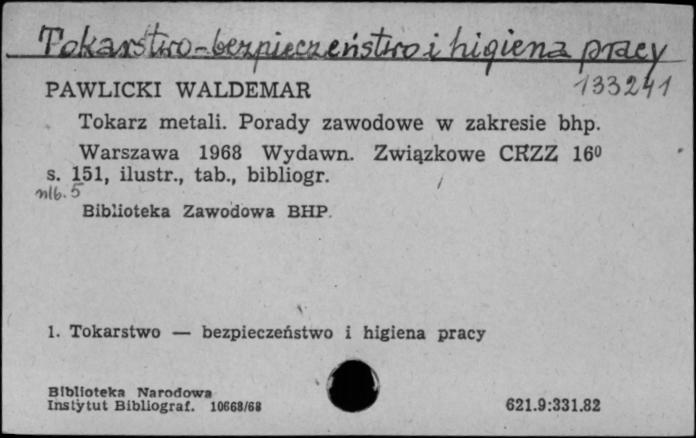 Tokarstwo-bezpieczeństwo i higiena pracy
133241
PAWLICKI WALDEMAR
Tokarz metali. Porady zawodowe w zakresie bhp.
Warszawa 1968 Wydawn. Związkowe CRZZ 16⁰
s. 151, ilustr., tab., bibliogr.
nlb. 5
Biblioteka Zawodowa BHP.
1. Tokarstwo — bezpieczeństwo i higiena pracy
Biblioteka Narodowa
Instytut Bibliograf. 10668/68
621.9:331.82